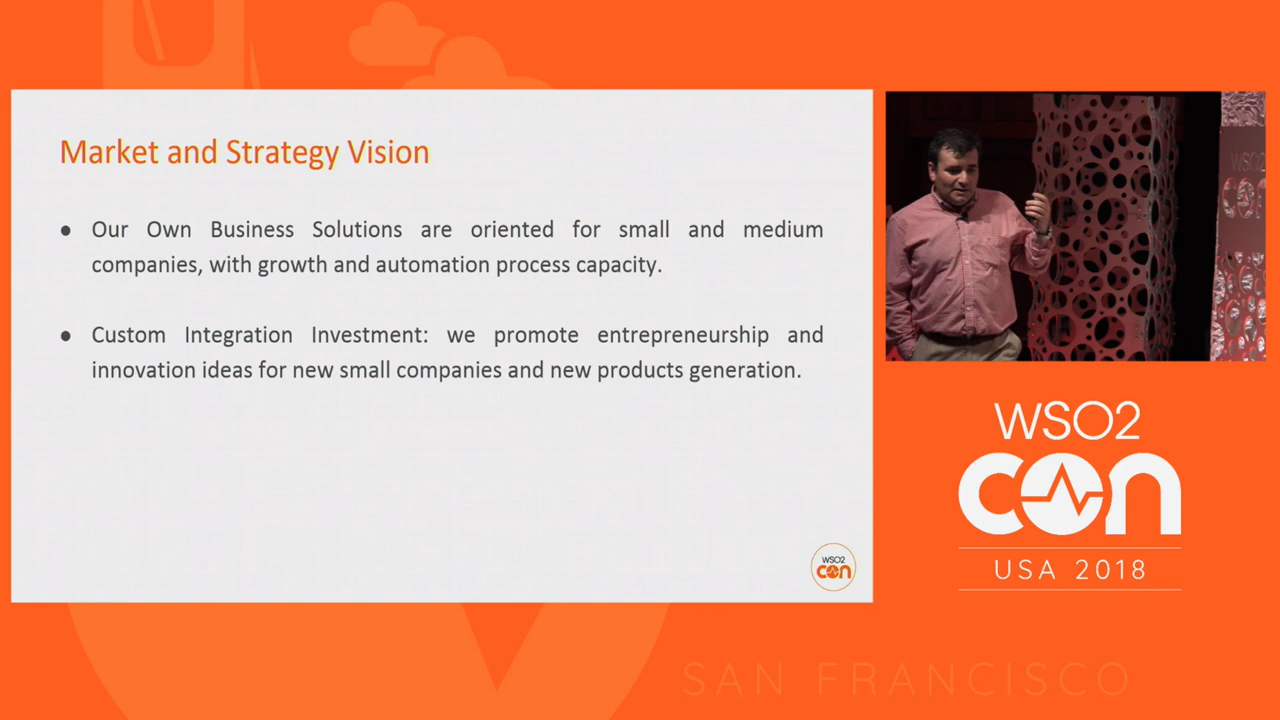 Market and Strategy Vision
● Our Own Business Solutions are oriented for small and medium
companies, with growth and automation process capacity.
● Custom Integration Investment: we promote entrepreneurship and
innovation ideas for new small companies and new products generation.
WSO2
con
WSO2
CON
WSO2
con
USA 2018
SAN FRANCISCO